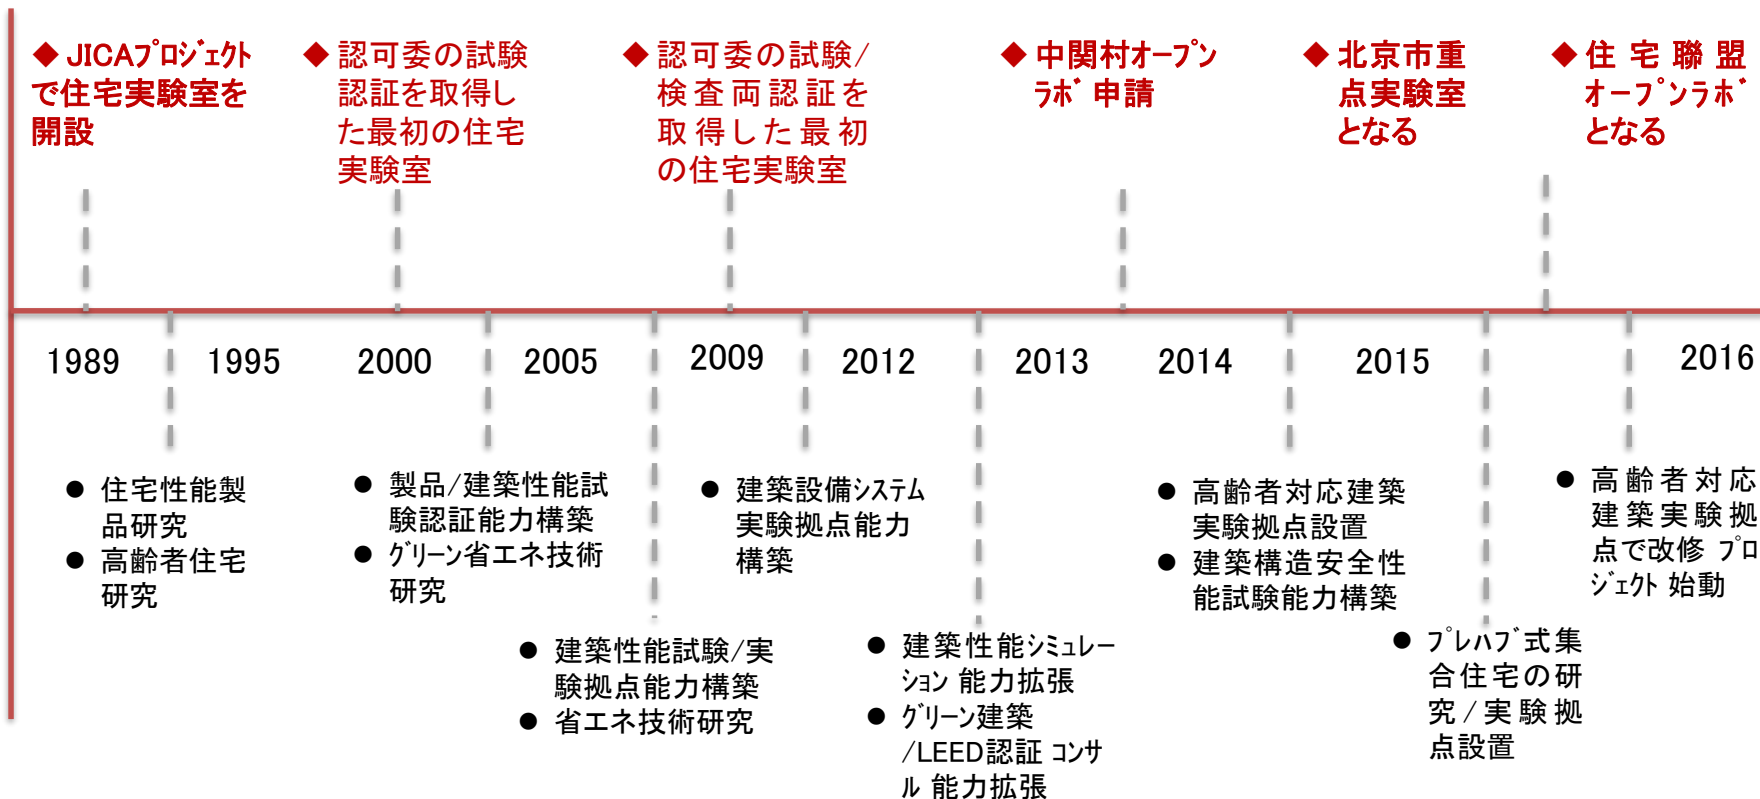 ◆ JICAプロジェクト
で住宅実験室を
開設
◆ 認可委の試験
認証を取得し
た最初の住宅
実験室
◆ 認可委の試験/
検査両認証を
取得した最初
の住宅実験室
◆ 中関村オープン
ラボ 申請
◆ 北京市重
点実験室
となる
◆ 住宅聯盟
オープンラボ
となる
1989
1995
2000
2005
2009
2012
2013
2014
2015
2016
● 住宅性能製
品研究
● 高齢者住宅
研究
● 製品/建築性能試
験認証能力構築
● グリーン省エネ技術
研究
● 建築性能試験/実
験拠点能力構築
● 省エネ技術研究
● 建築設備システム
実験拠点能力
構築
● 建築性能シミュレー
ション 能力拡張
● グリーン建築
/LEED認証 コンサ
ル 能力拡張
● 高齢者対応建築
実験拠点設置
● 建築構造安全性
能試験能力構築
● プレハブ式集
合住宅の研
究/実験拠
点設置
● 高齢者対応
建築実験拠
点で改修 プロ
ジェクト 始動